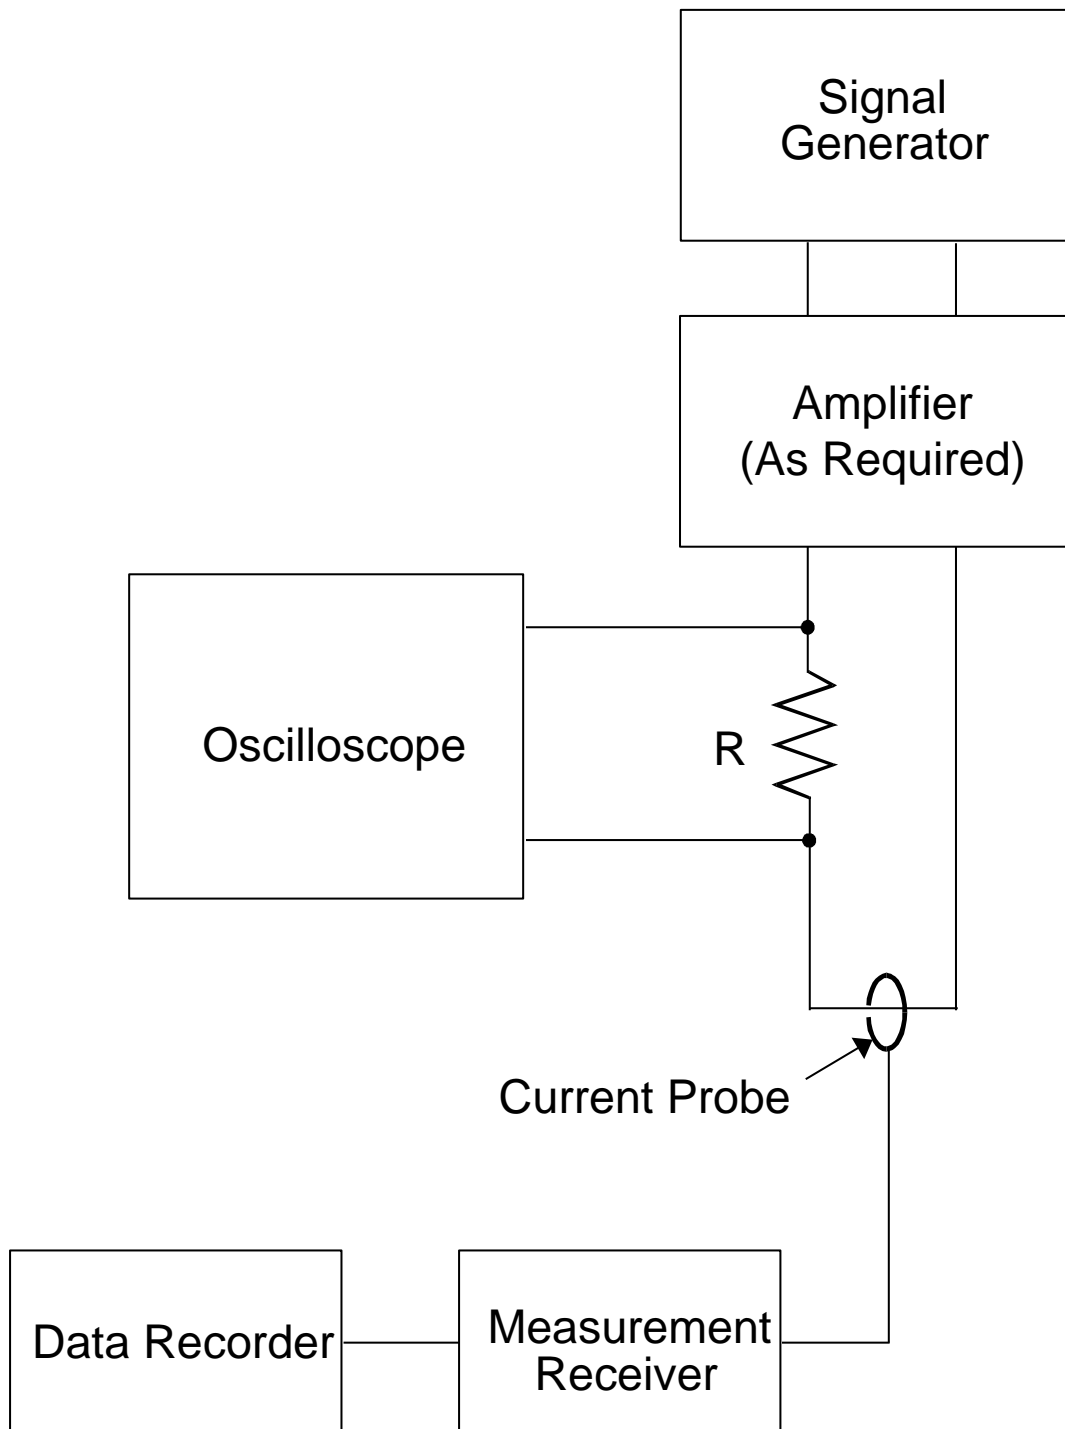 Signal
Generator
Amplifier
(As Required)
Oscilloscope
R
Current Probe
Data Recorder
Measurement
Receiver